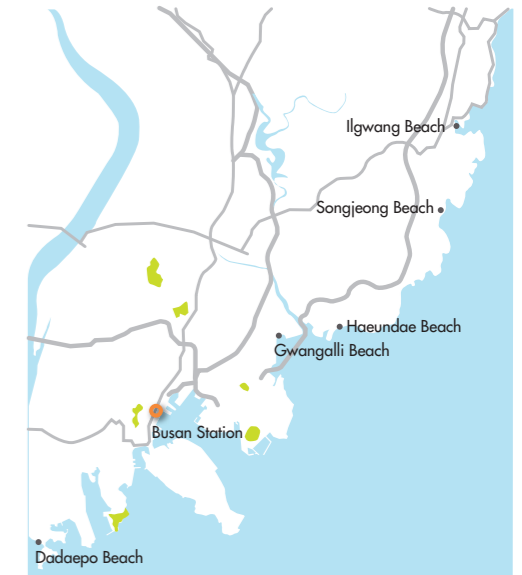 Ilgwang Beach
Songjeong Beach
Haeundae Beach
Gwangalli Beach
Busan Station
Dadaepo Beach